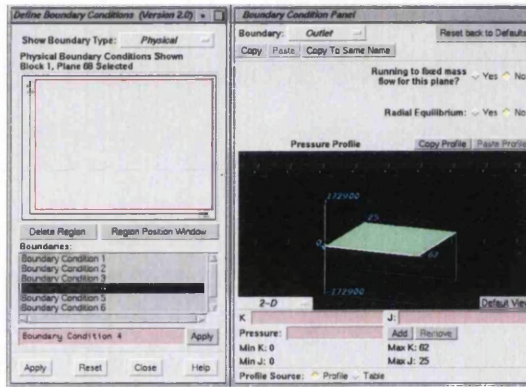 Define Boundary Conditions (Version 2.0)
Show Boundary Type: Physical
Physical Boundary Conditions Shown
Block 1, Plane 68 Selected
Delete Region
Region Position Window
Boundaries:
Boundary Condition 1
Boundary Condition 2
Boundary Condition 3
Boundary Condition 5
Boundary Condition 6
Boundary Condition 4
Apply
Apply
Reset
Close
Help
Boundary Condition Panel
Boundary: Outlet
Reset back to Defaults
Copy
Paste
Copy To Same Name
Running to fixed mass
flow for this plane?
Yes
No
Radial Equilibrium:
Yes
No
Pressure Profile
Copy Profile
Paste Profile
172900
25
0
62
-172900
2-D
Default View
K
J:
Pressure:
Add
Remove
Min K: 0
Max K: 62
Min J: 0
Max J: 25
Profile Source:
Profile
Table